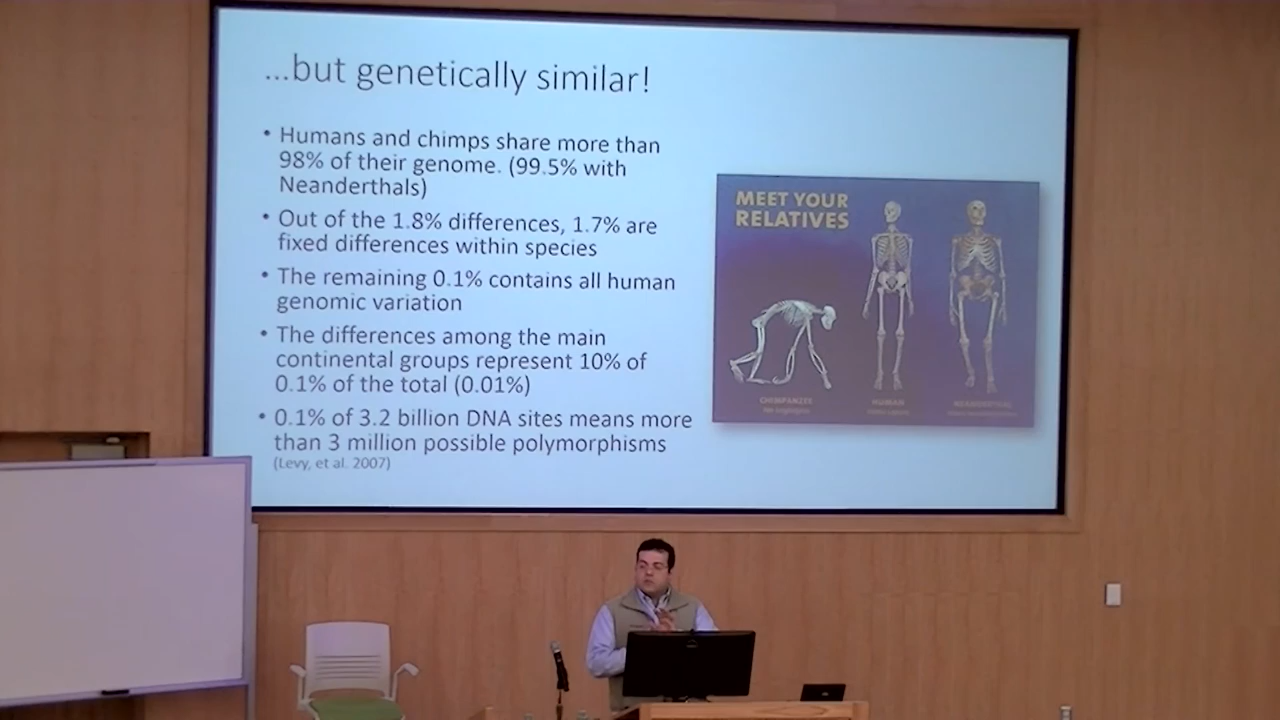 ...but genetically similar!
• Humans and chimps share more than
98% of their genome. (99.5% with
Neanderthals)
• Out of the 1.8% differences, 1.7% are
fixed differences within species
• The remaining 0.1% contains all human
genomic variation
• The differences among the main
continental groups represent 10% of
0.1% of the total (0.01%)
• 0.1% of 3.2 billion DNA sites means more
than 3 million possible polymorphisms
(Levy, et al. 2007)
MEET YOUR
RELATIVES
CHIMPANZEE
HUMAN
NEANDERTHAL